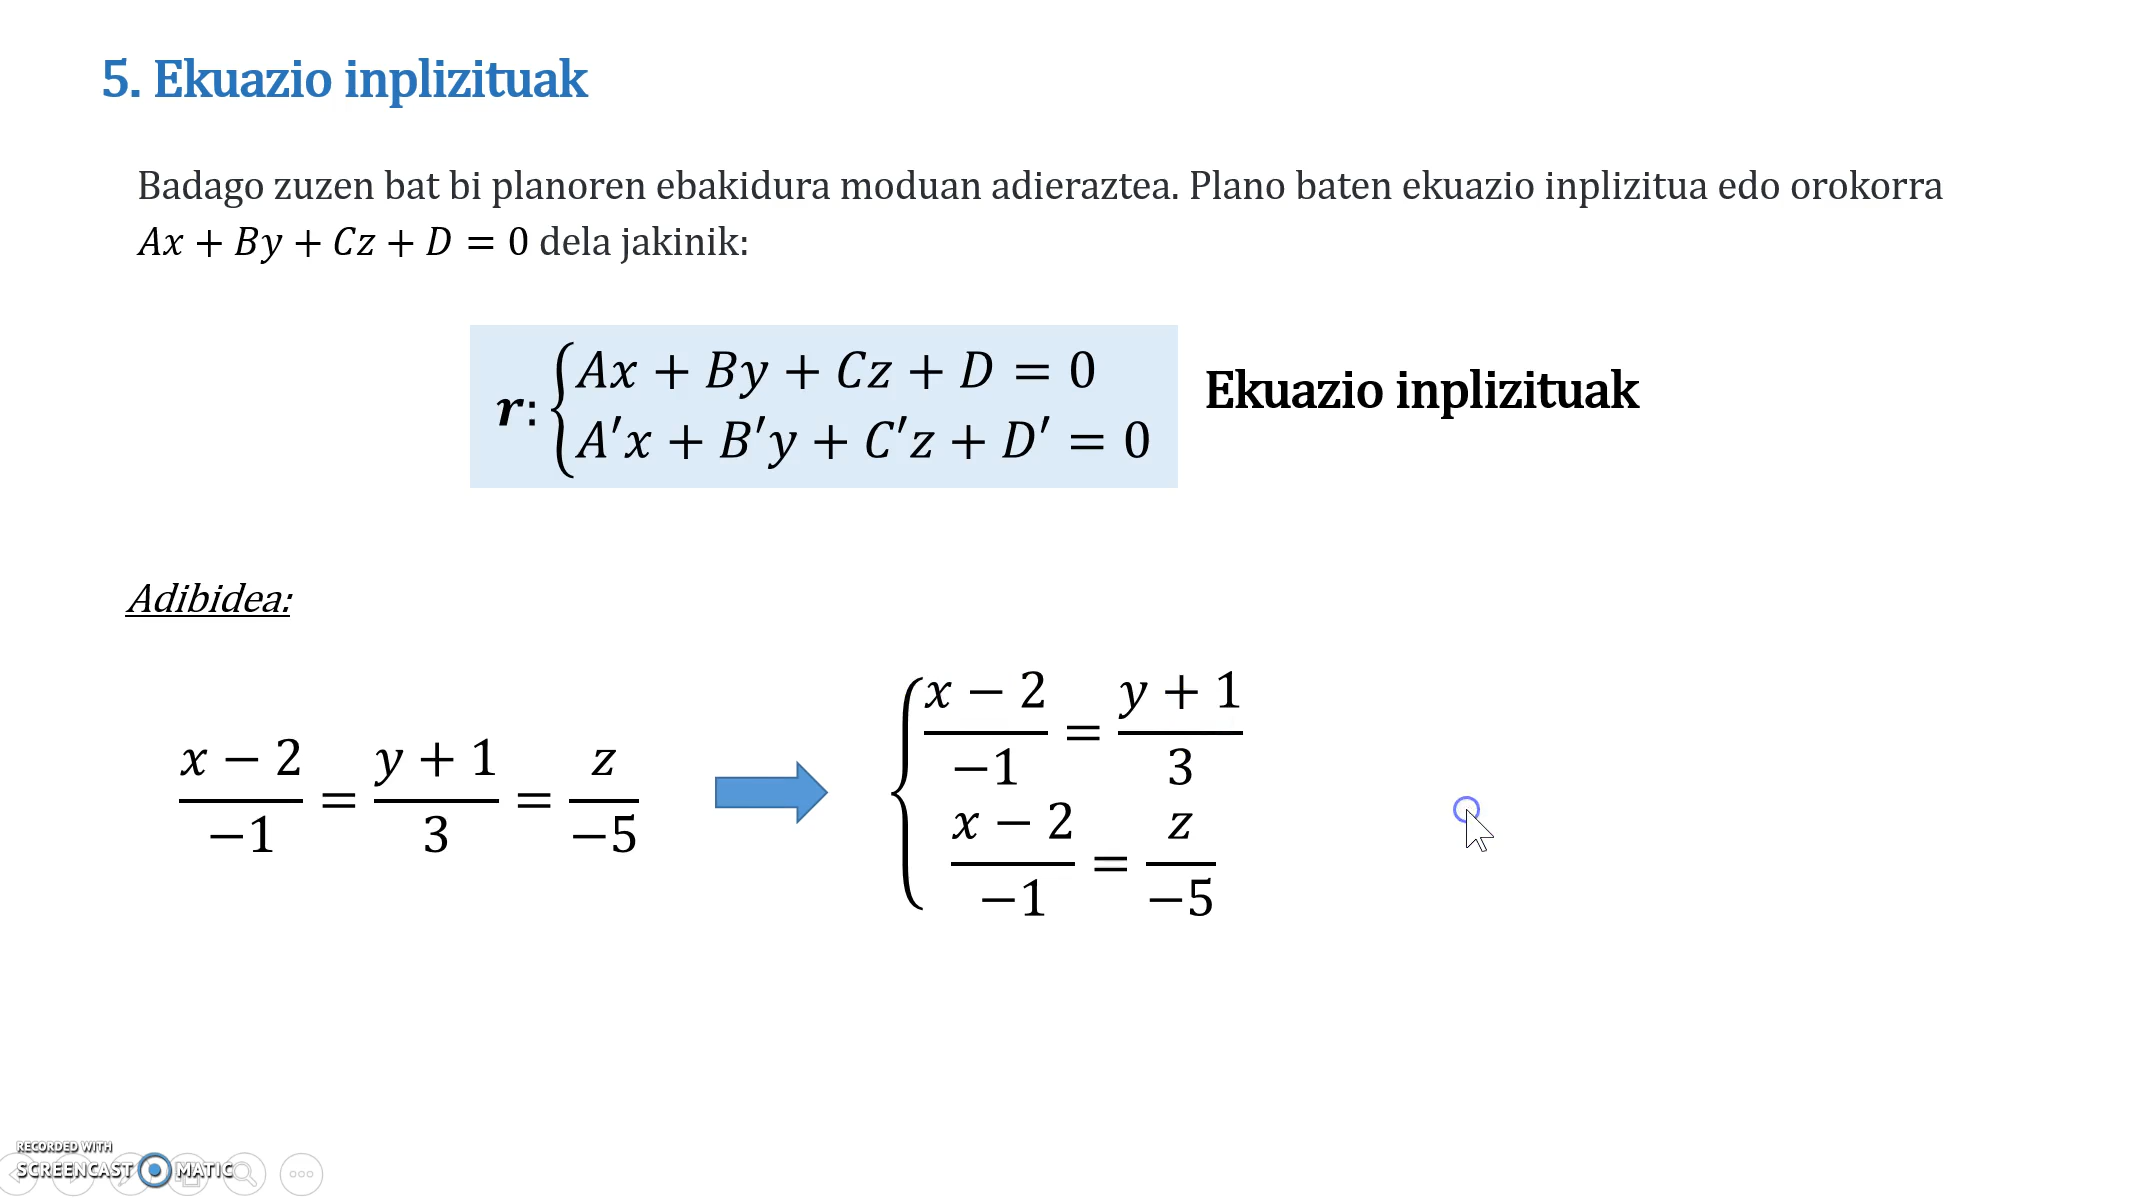 5. Ekuazio inplizituak
Badago zuzen bat bi planoren ebakidura moduan adieraztea. Plano baten ekuazio inplizitua edo orokorra
Ax + By + Cz + D = 0 dela jakinik:
r: { Ax + By + Cz + D = 0
A′x + B′y + C′z + D′ = 0
Ekuazio inplizituak
Adibidea:
(x − 2)/(−1) = (y + 1)/3 = z/(−5)
{ (x − 2)/(−1) = (y + 1)/3
(x − 2)/(−1) = z/(−5)
RECORDED WITH
SCREENCAST MATIC